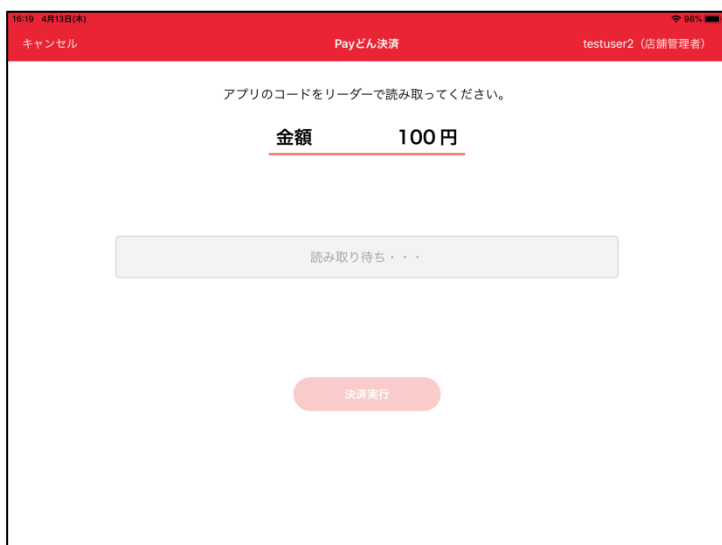 16:19 4月13日(木) 98%
キャンセル Payどん決済 testuser2（店舗管理者）
アプリのコードをリーダーで読み取ってください。
金額 100円
読み取り待ち・・・
決済実行